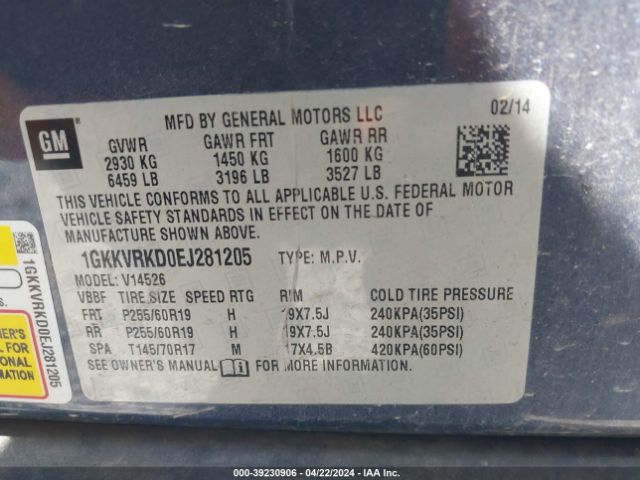 GM
MFD BY GENERAL MOTORS LLC 02/14
GVWR GAWR FRT GAWR RR
2930 KG 1450 KG 1600 KG
6459 LB 3196 LB 3527 LB
THIS VEHICLE CONFORMS TO ALL APPLICABLE U.S. FEDERAL MOTOR
VEHICLE SAFETY STANDARDS IN EFFECT ON THE DATE OF
MANUFACTURE SHOWN ABOVE.
1GKKVRKD0EJ281205 TYPE: M.P.V.
MODEL: V14526
VBBF TIRE SIZE SPEED RTG RIM COLD TIRE PRESSURE
FRT P255/60R19 H 19X7.5J 240KPA(35PSI)
RR P255/60R19 H 19X7.5J 240KPA(35PSI)
SPA T145/70R17 M 17X4.5B 420KPA(60PSI)
SEE OWNER'S MANUAL FOR MORE INFORMATION.
1GKKVRKD0EJ281205
NER'S
FOR
MATION
000-39230906 - 04/22/2024 - IAA Inc.